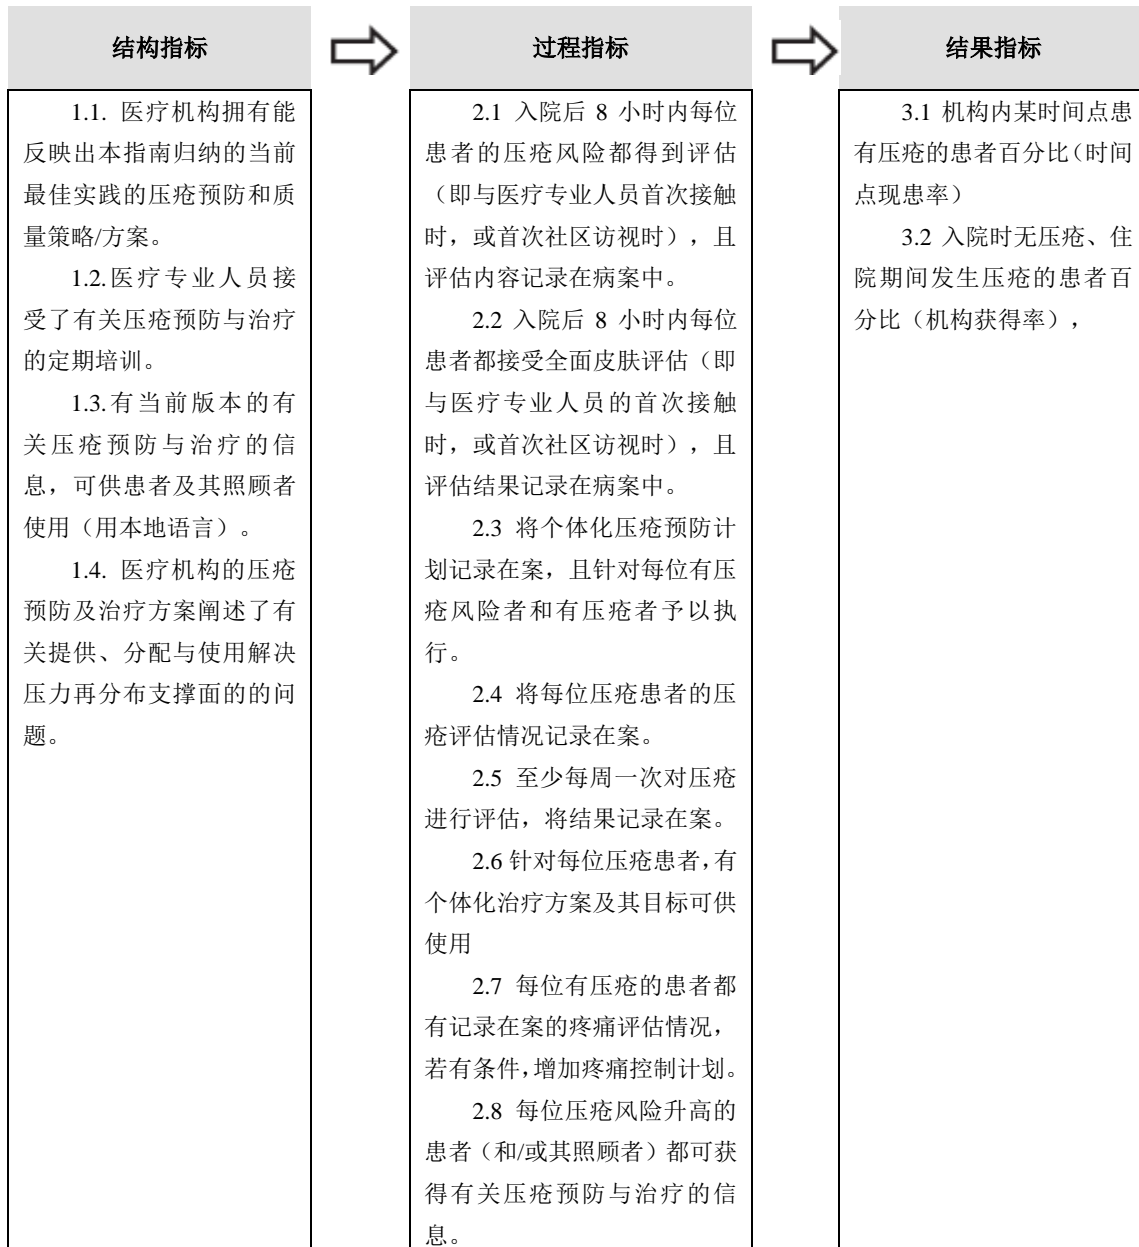 结构指标
过程指标
结果指标
1.1. 医疗机构拥有能
反映出本指南归纳的当前
最佳实践的压疮预防和质
量策略/方案。
1.2.医疗专业人员接
受了有关压疮预防与治疗
的定期培训。
1.3.有当前版本的有
关压疮预防与治疗的信
息，可供患者及其照顾者
使用（用本地语言）。
1.4. 医疗机构的压疮
预防及治疗方案阐述了有
关提供、分配与使用解决
压力再分布支撑面的的问
题。
2.1 入院后 8 小时内每位
患者的压疮风险都得到评估
（即与医疗专业人员首次接触
时，或首次社区访视时），且
评估内容记录在病案中。
2.2 入院后 8 小时内每位
患者都接受全面皮肤评估（即
与医疗专业人员的首次接触
时，或首次社区访视时），且
评估结果记录在病案中。
2.3 将个体化压疮预防计
划记录在案，且针对每位有压
疮风险者和有压疮者予以执
行。
2.4 将每位压疮患者的压
疮评估情况记录在案。
2.5 至少每周一次对压疮
进行评估，将结果记录在案。
2.6 针对每位压疮患者，有
个体化治疗方案及其目标可供
使用
2.7 每位有压疮的患者都
有记录在案的疼痛评估情况，
若有条件，增加疼痛控制计划。
2.8 每位压疮风险升高的
患者（和/或其照顾者）都可获
得有关压疮预防与治疗的信
息。
3.1 机构内某时间点患
有压疮的患者百分比（时间
点现患率）
3.2 入院时无压疮、住
院期间发生压疮的患者百
分比（机构获得率），